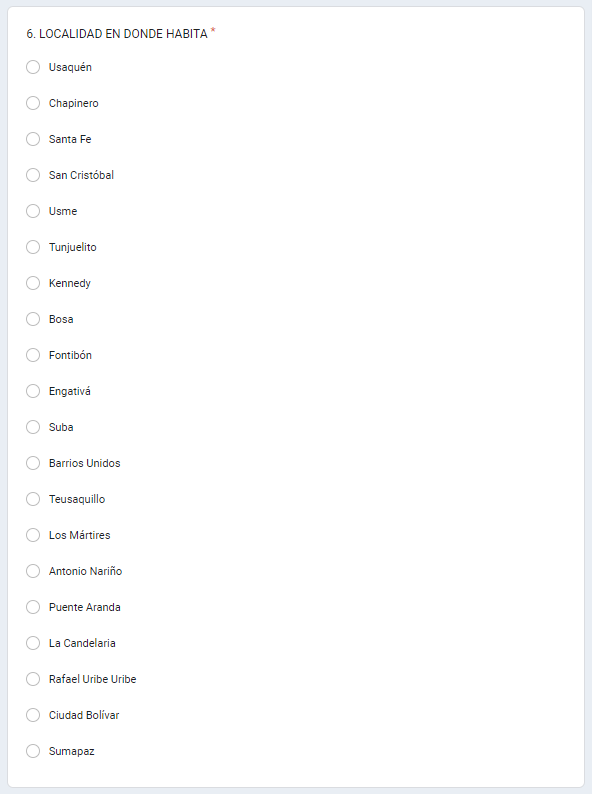 6. LOCALIDAD EN DONDE HABITA *
Usaquén
Chapinero
Santa Fe
San Cristóbal
Usme
Tunjuelito
Kennedy
Bosa
Fontibón
Engativá
Suba
Barrios Unidos
Teusaquillo
Los Mártires
Antonio Nariño
Puente Aranda
La Candelaria
Rafael Uribe Uribe
Ciudad Bolívar
Sumapaz